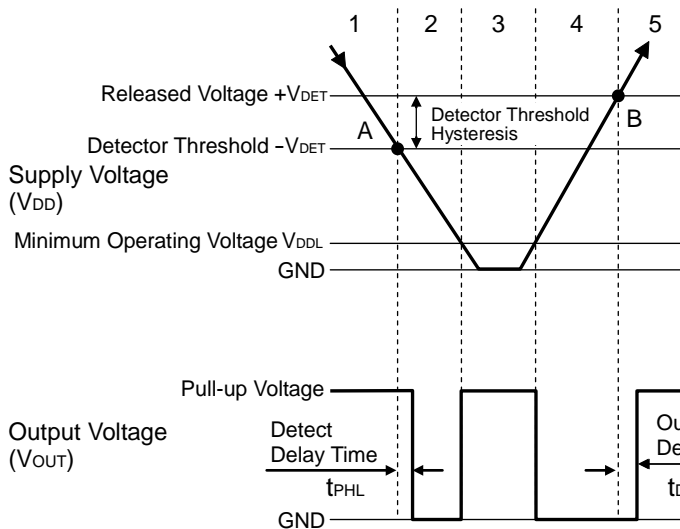 1 2 3 4 5
Released Voltage +VDET
A
Detector Threshold
Hysteresis
B
Detector Threshold −VDET
Supply Voltage
(VDD)
Minimum Operating Voltage VDDL
GND
Pull-up Voltage
Output Voltage
(VOUT)
Detect
Delay Time
tPHL
GND